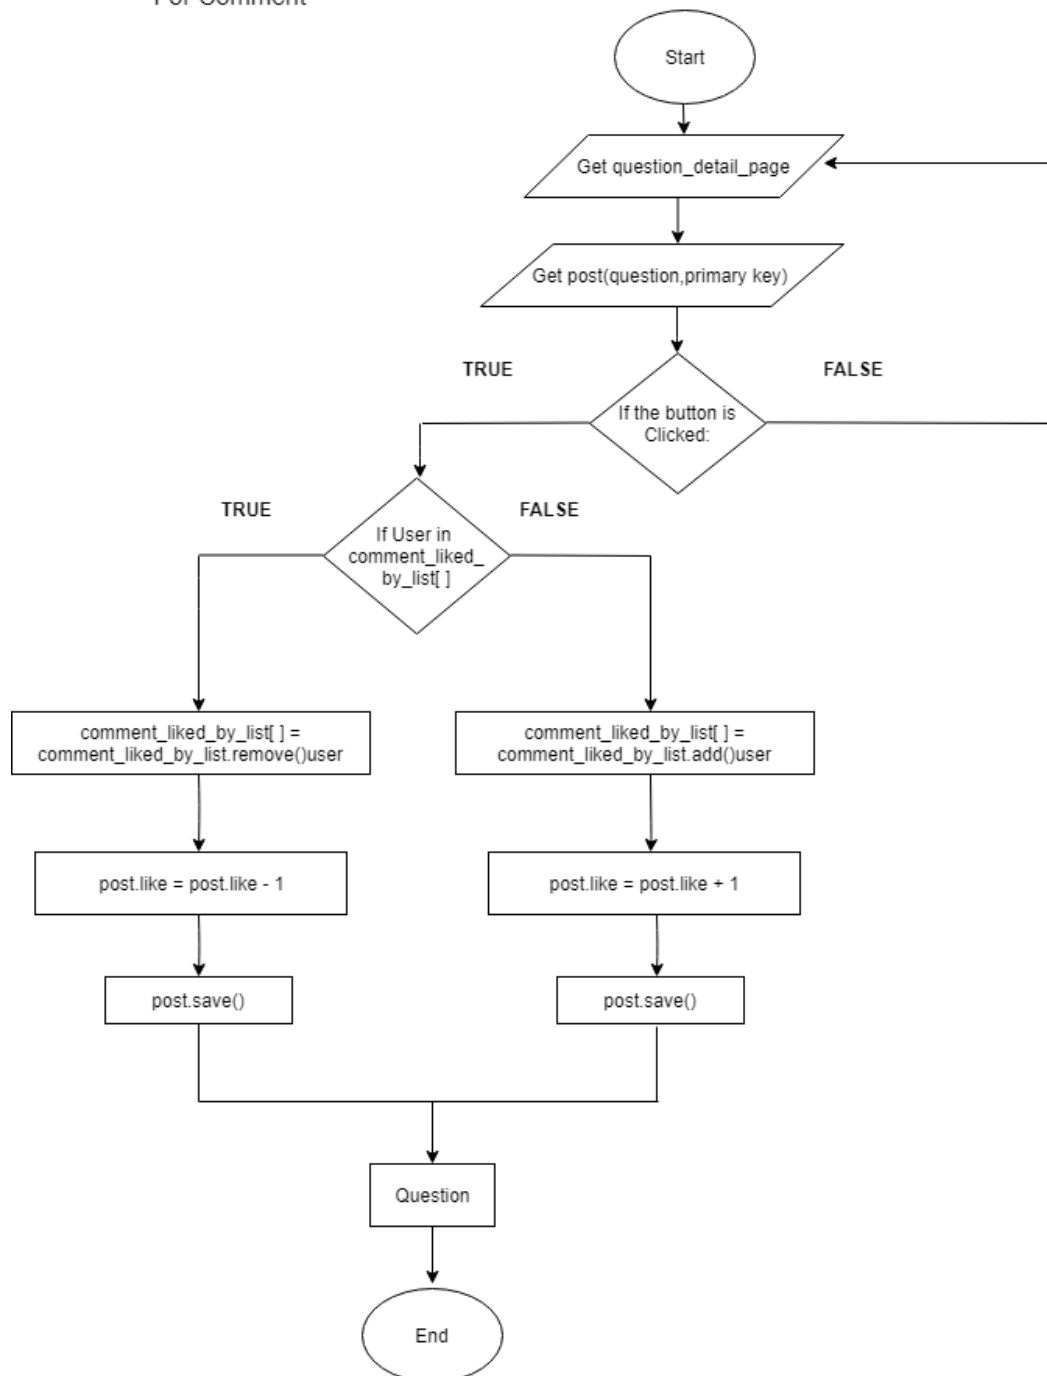 For Comment
Start
Get question_detail_page
Get post(question,primary key)
TRUE
FALSE
If the button is
Clicked:
TRUE
FALSE
If User in
comment_liked_
by_list[ ]
comment_liked_by_list[ ] =
comment_liked_by_list.remove()user
comment_liked_by_list[ ] =
comment_liked_by_list.add()user
post.like = post.like - 1
post.like = post.like + 1
post.save()
post.save()
Question
End